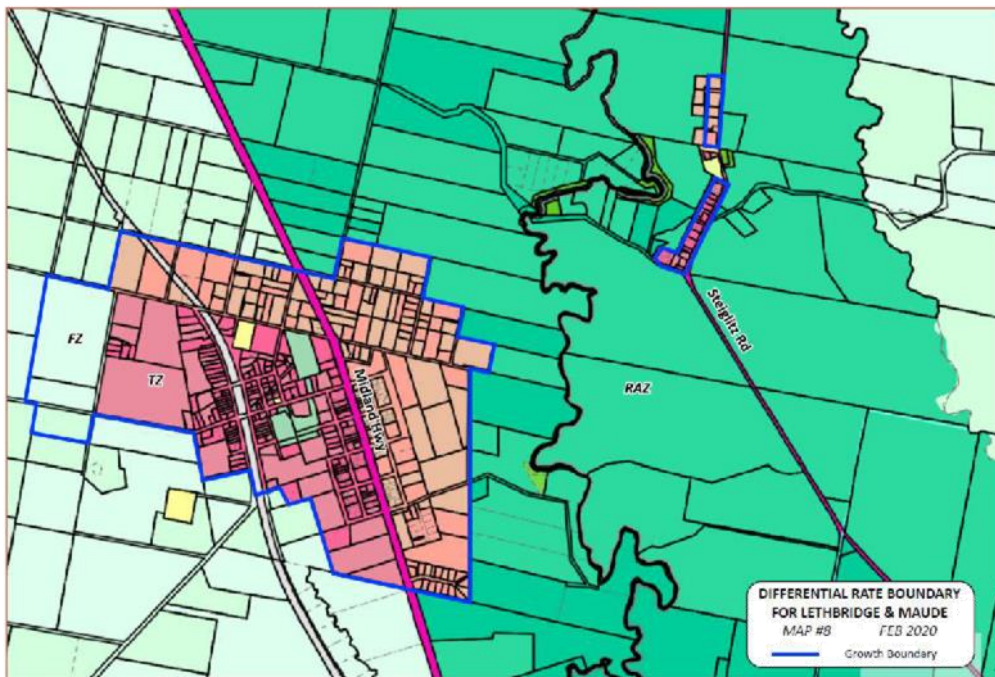 Steiglitz Rd
FZ
TZ
Midland Hwy
RAZ
DIFFERENTIAL RATE BOUNDARY
FOR LETHBRIDGE & MAUDE
MAP #8 FEB 2020
Growth Boundary